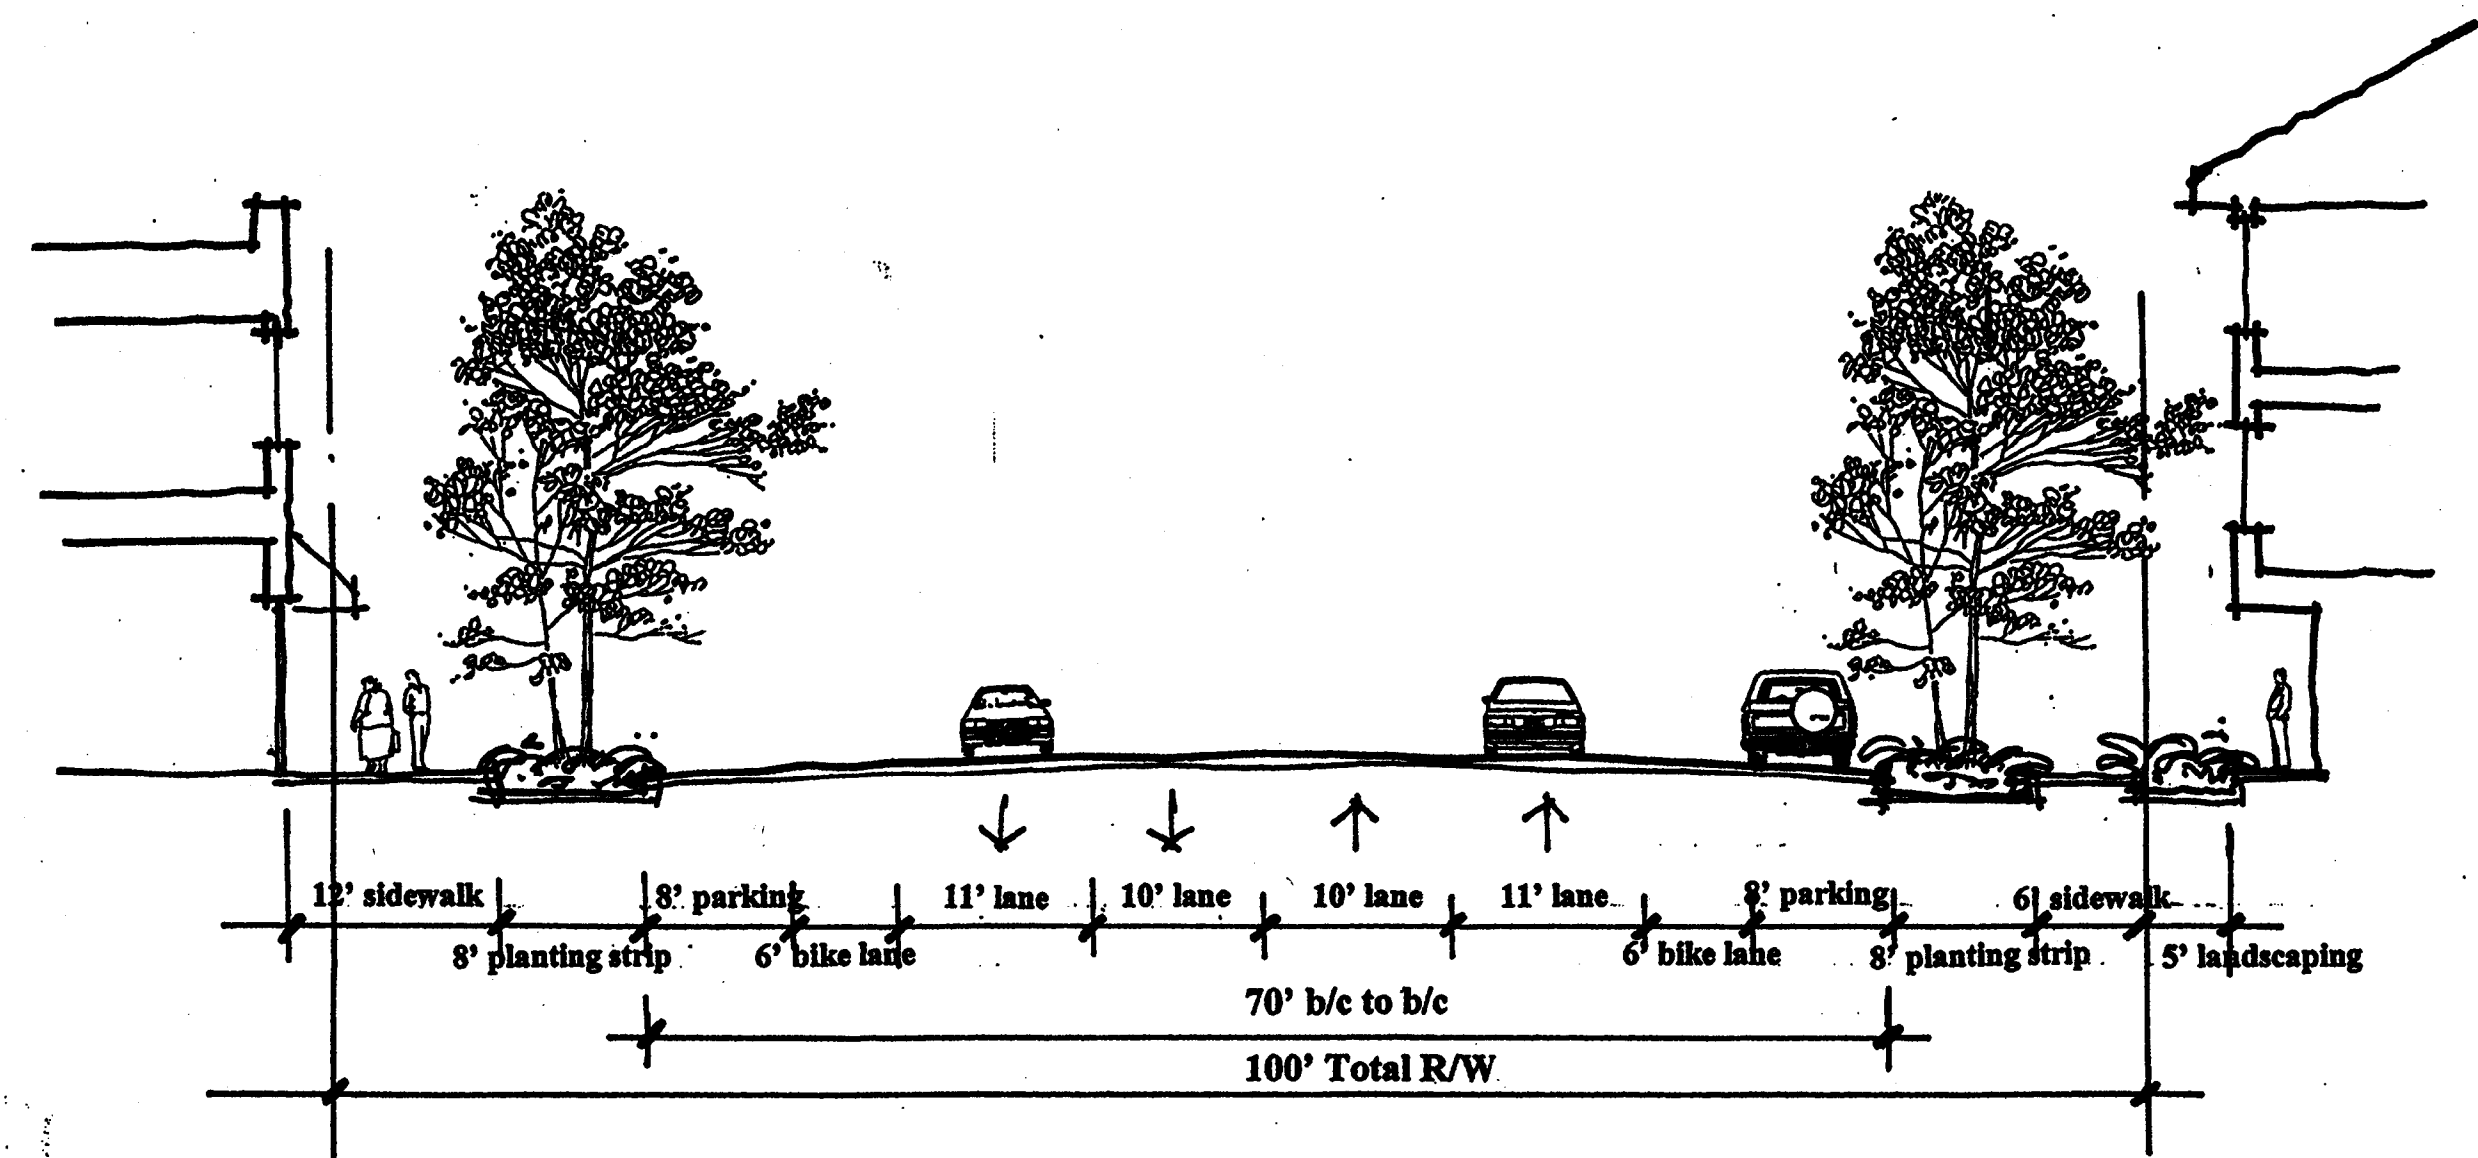 12' sidewalk 8' parking 11' lane 10' lane 10' lane 11' lane 8' parking 6' sidewalk
8' planting strip 6' bike lane 6' bike lane 8' planting strip 5' landscaping
70' b/c to b/c
100' Total R/W